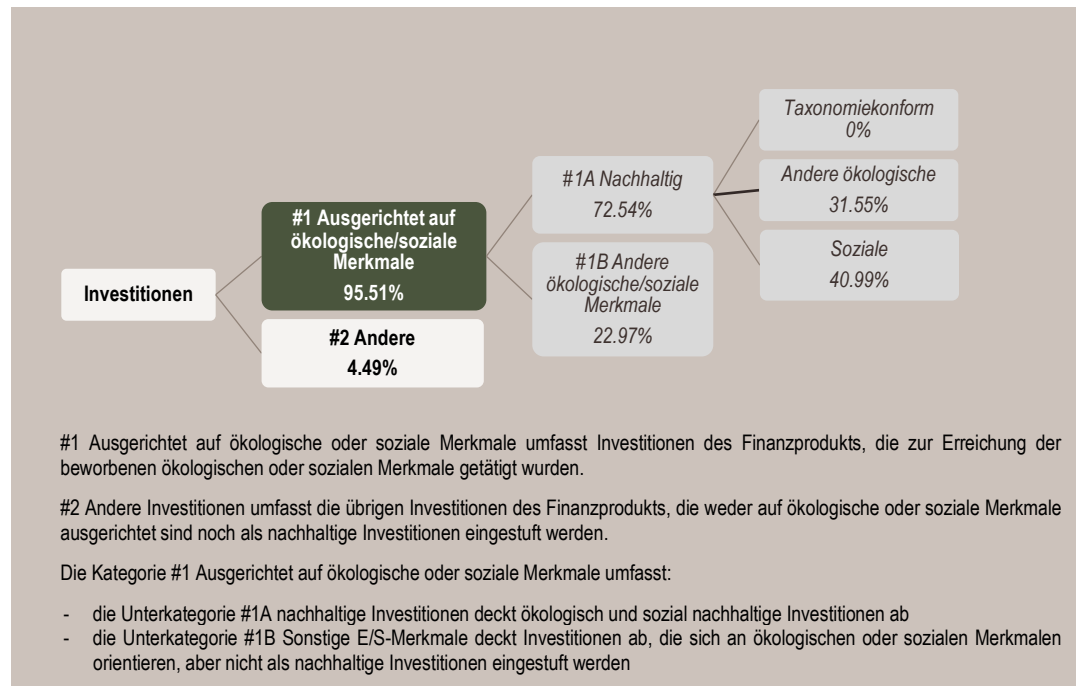 Investitionen
#1 Ausgerichtet auf
ökologische/soziale
Merkmale
95.51%
#2 Andere
4.49%
#1A Nachhaltig
72.54%
#1B Andere
ökologische/soziale
Merkmale
22.97%
Taxonomiekonform
0%
Andere ökologische
31.55%
Soziale
40.99%
#1 Ausgerichtet auf ökologische oder soziale Merkmale umfasst Investitionen des Finanzprodukts, die zur Erreichung der
beworbenen ökologischen oder sozialen Merkmale getätigt wurden.
#2 Andere Investitionen umfasst die übrigen Investitionen des Finanzprodukts, die weder auf ökologische oder soziale Merkmale
ausgerichtet sind noch als nachhaltige Investitionen eingestuft werden.
Die Kategorie #1 Ausgerichtet auf ökologische oder soziale Merkmale umfasst:
- die Unterkategorie #1A nachhaltige Investitionen deckt ökologisch und sozial nachhaltige Investitionen ab
- die Unterkategorie #1B Sonstige E/S-Merkmale deckt Investitionen ab, die sich an ökologischen oder sozialen Merkmalen
orientieren, aber nicht als nachhaltige Investitionen eingestuft werden